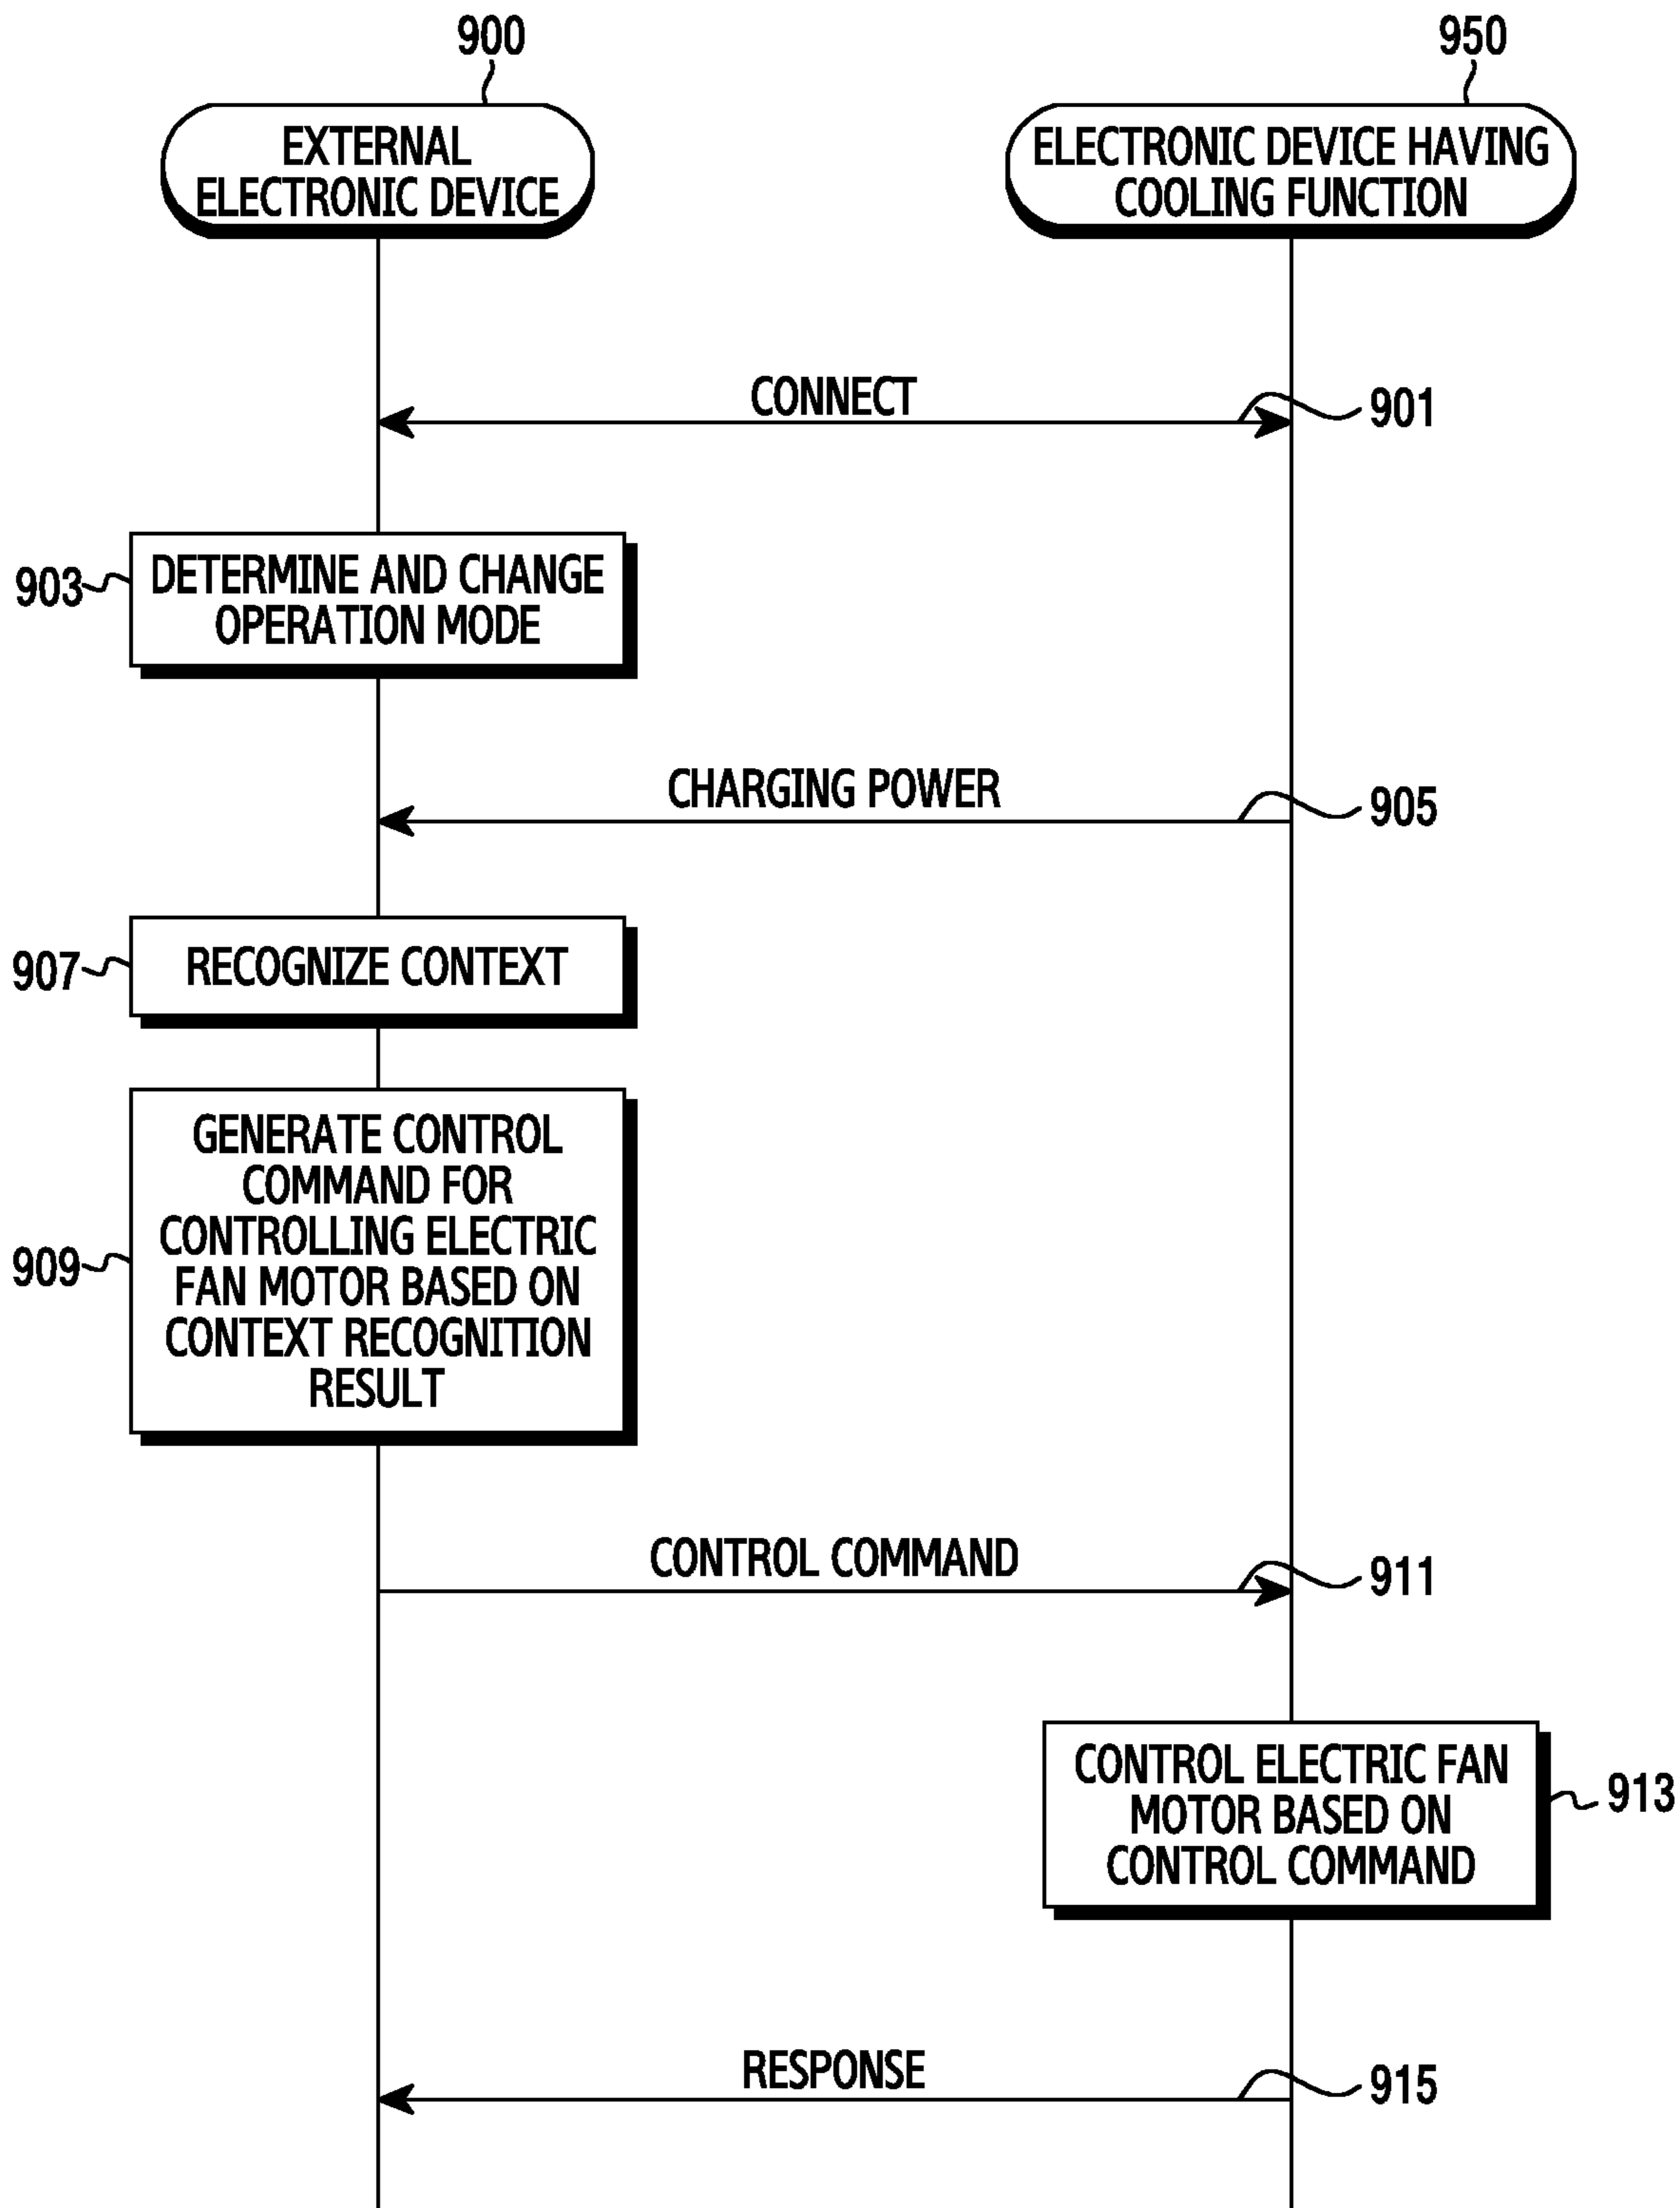 900
950
EXTERNAL
ELECTRONIC DEVICE
ELECTRONIC DEVICE HAVING
COOLING FUNCTION
CONNECT
901
903
DETERMINE AND CHANGE
OPERATION MODE
CHARGING POWER
905
907
RECOGNIZE CONTEXT
909
GENERATE CONTROL
COMMAND FOR
CONTROLLING ELECTRIC
FAN MOTOR BASED ON
CONTEXT RECOGNITION
RESULT
CONTROL COMMAND
911
CONTROL ELECTRIC FAN
MOTOR BASED ON
CONTROL COMMAND
913
RESPONSE
915